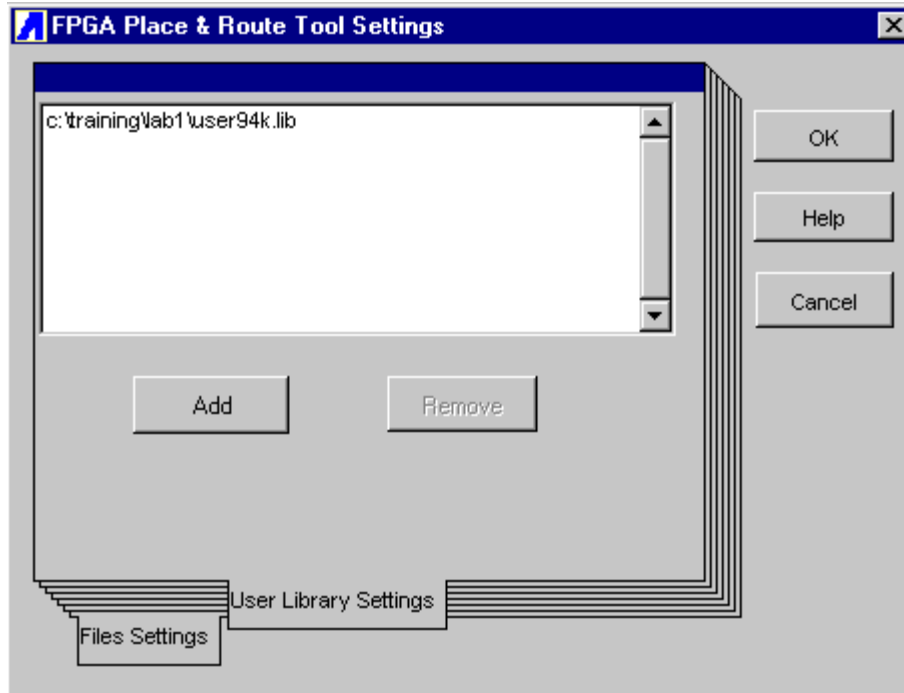 FPGA Place & Route Tool Settings
c:\training\lab1\user94k.lib
OK
Help
Cancel
Add
Remove
User Library Settings
Files Settings